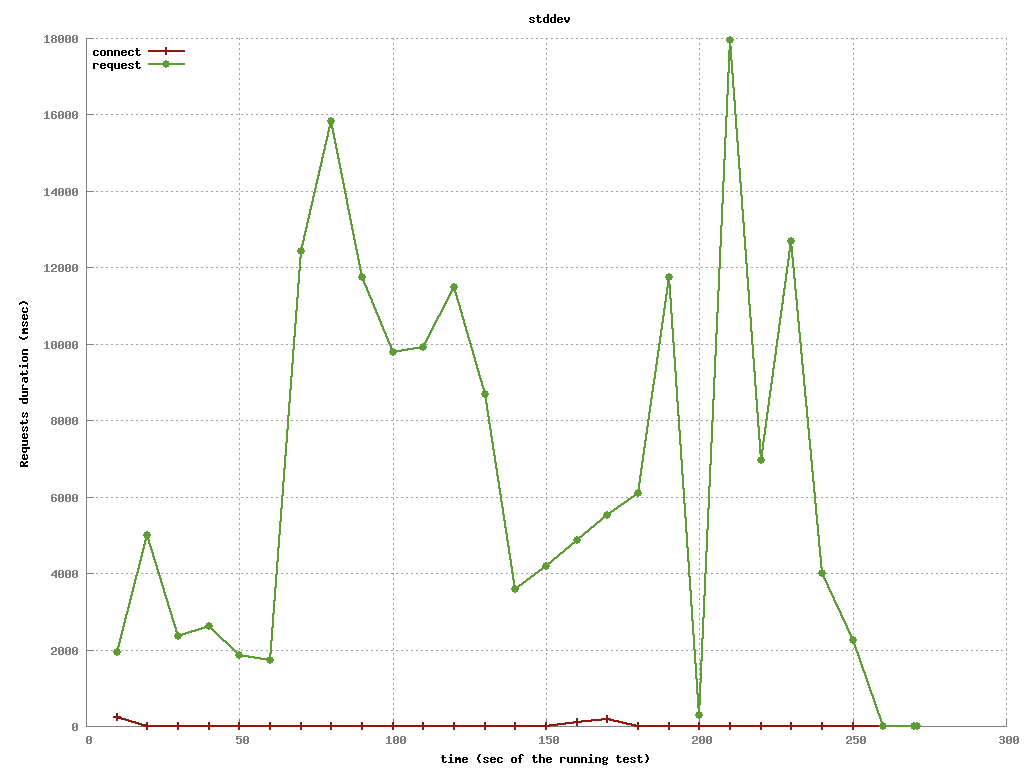 stddev
connect
request
18000
16000
14000
12000
10000
8000
6000
4000
2000
0
Requests duration (msec)
0 50 100 150 200 250 300
time (sec of the running test)